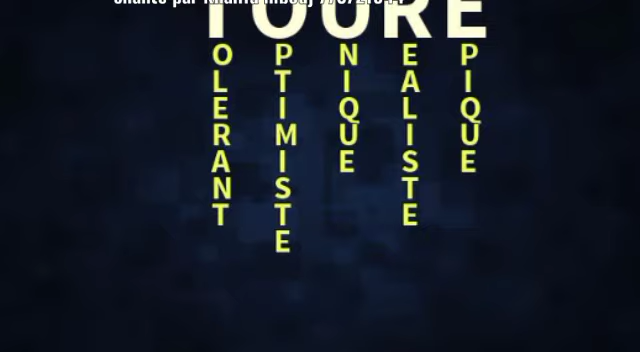 chanté par
TOURE
OLERANT
PTIMISTE
NIQUE
EALISTE
PIQUE